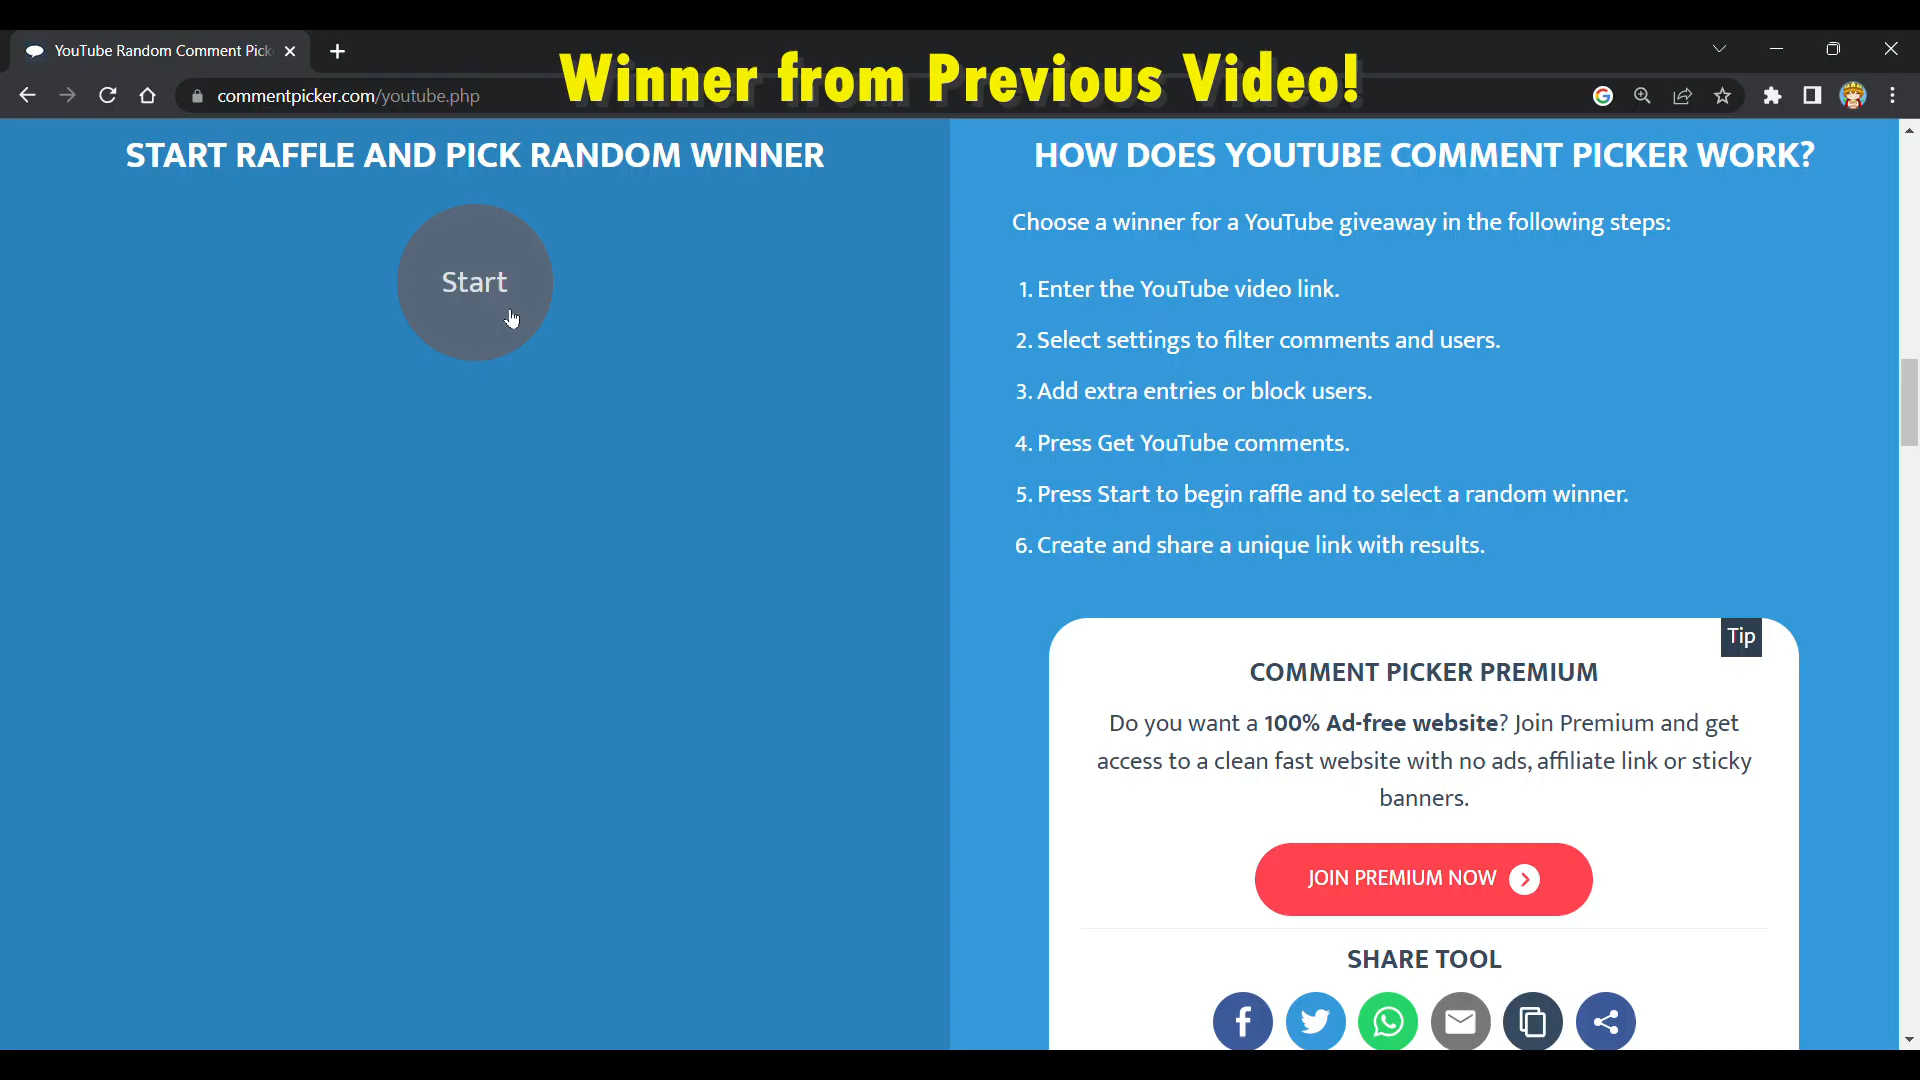 YouTube Random Comment Pick
Winner from Previous Video!
commentpicker.com/youtube.php
START RAFFLE AND PICK RANDOM WINNER
Start
HOW DOES YOUTUBE COMMENT PICKER WORK?
Choose a winner for a YouTube giveaway in the following steps:
1. Enter the YouTube video link.
2. Select settings to filter comments and users.
3. Add extra entries or block users.
4. Press Get YouTube comments.
5. Press Start to begin raffle and to select a random winner.
6. Create and share a unique link with results.
Tip
COMMENT PICKER PREMIUM
Do you want a 100% Ad-free website? Join Premium and get
access to a clean fast website with no ads, affiliate link or sticky
banners.
JOIN PREMIUM NOW
SHARE TOOL